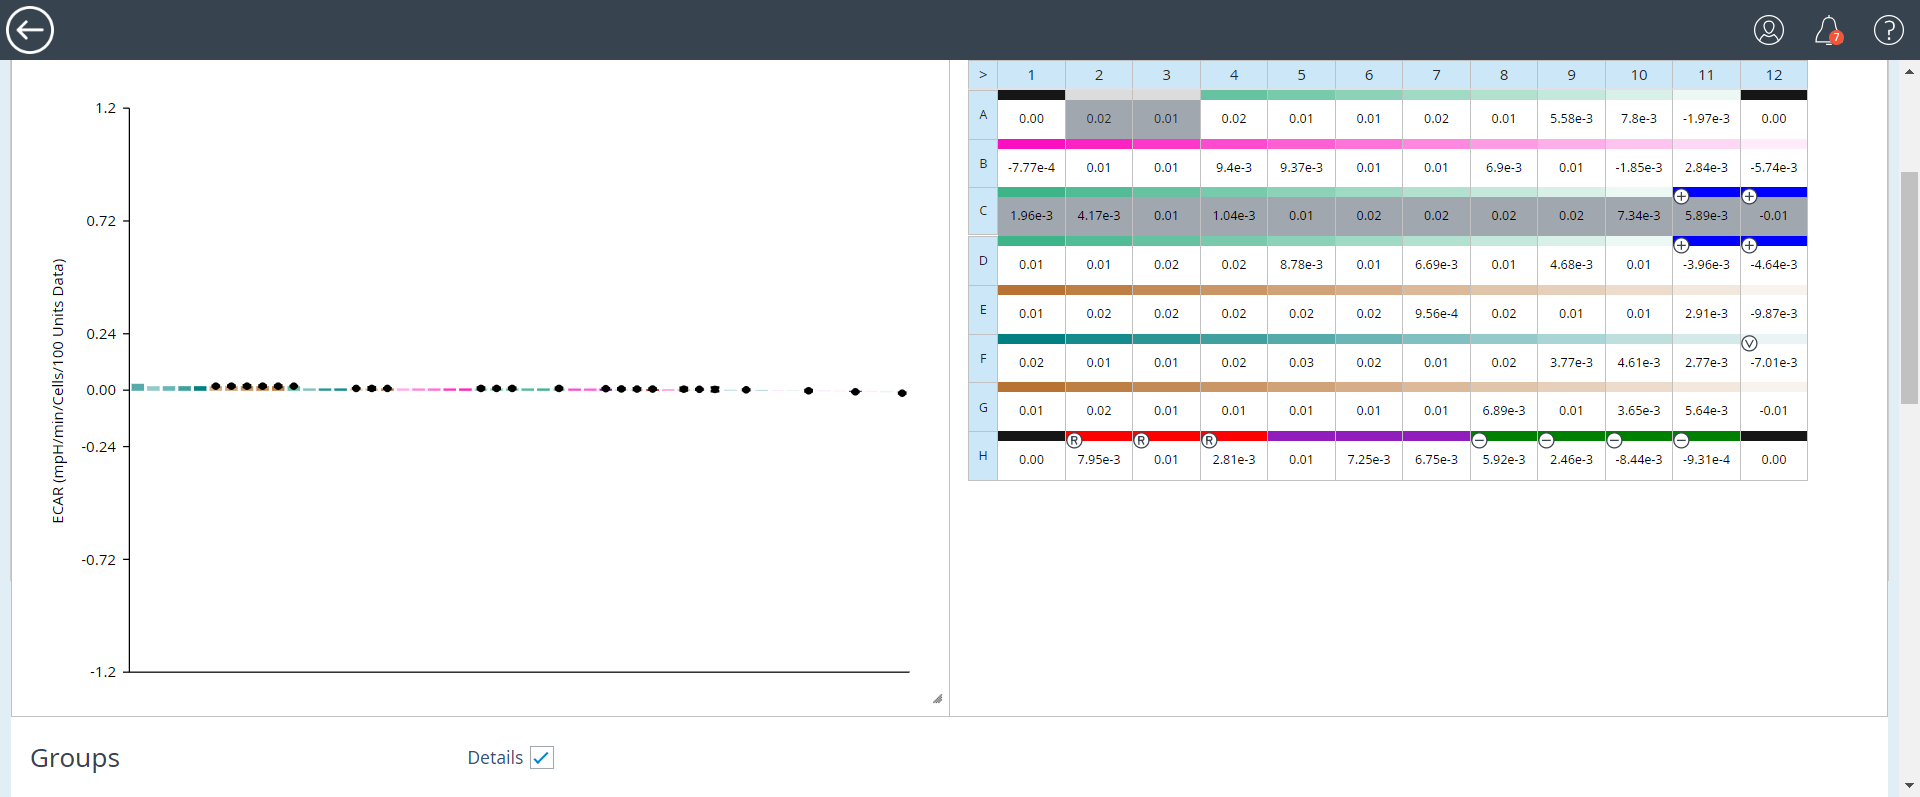 7 ?
1.2
0.72
0.24
0.00
-0.24
-0.72
-1.2
ECAR (mpH/min/Cells/100 Units Data)
> 1 2 3 4 5 6 7 8 9 10 11 12
A 0.00 0.02 0.01 0.02 0.01 0.01 0.02 0.01 5.58e-3 7.8e-3 -1.97e-3 0.00
B -7.77e-4 0.01 0.01 9.4e-3 9.37e-3 0.01 0.01 6.9e-3 0.01 -1.85e-3 2.84e-3 -5.74e-3
+ +
C 1.96e-3 4.17e-3 0.01 1.04e-3 0.01 0.02 0.02 0.02 0.02 7.34e-3 5.89e-3 -0.01
+ +
D 0.01 0.01 0.02 0.02 8.78e-3 0.01 6.69e-3 0.01 4.68e-3 0.01 -3.96e-3 -4.64e-3
E 0.01 0.02 0.02 0.02 0.02 0.02 9.56e-4 0.02 0.01 0.01 2.91e-3 -9.87e-3
V
F 0.02 0.01 0.01 0.02 0.03 0.02 0.01 0.02 3.77e-3 4.61e-3 2.77e-3 -7.01e-3
G 0.01 0.02 0.01 0.01 0.01 0.01 0.01 6.89e-3 0.01 3.65e-3 5.64e-3 -0.01
R R R − − − −
H 0.00 7.95e-3 0.01 2.81e-3 0.01 7.25e-3 6.75e-3 5.92e-3 2.46e-3 -8.44e-3 -9.31e-4 0.00
Groups
Details